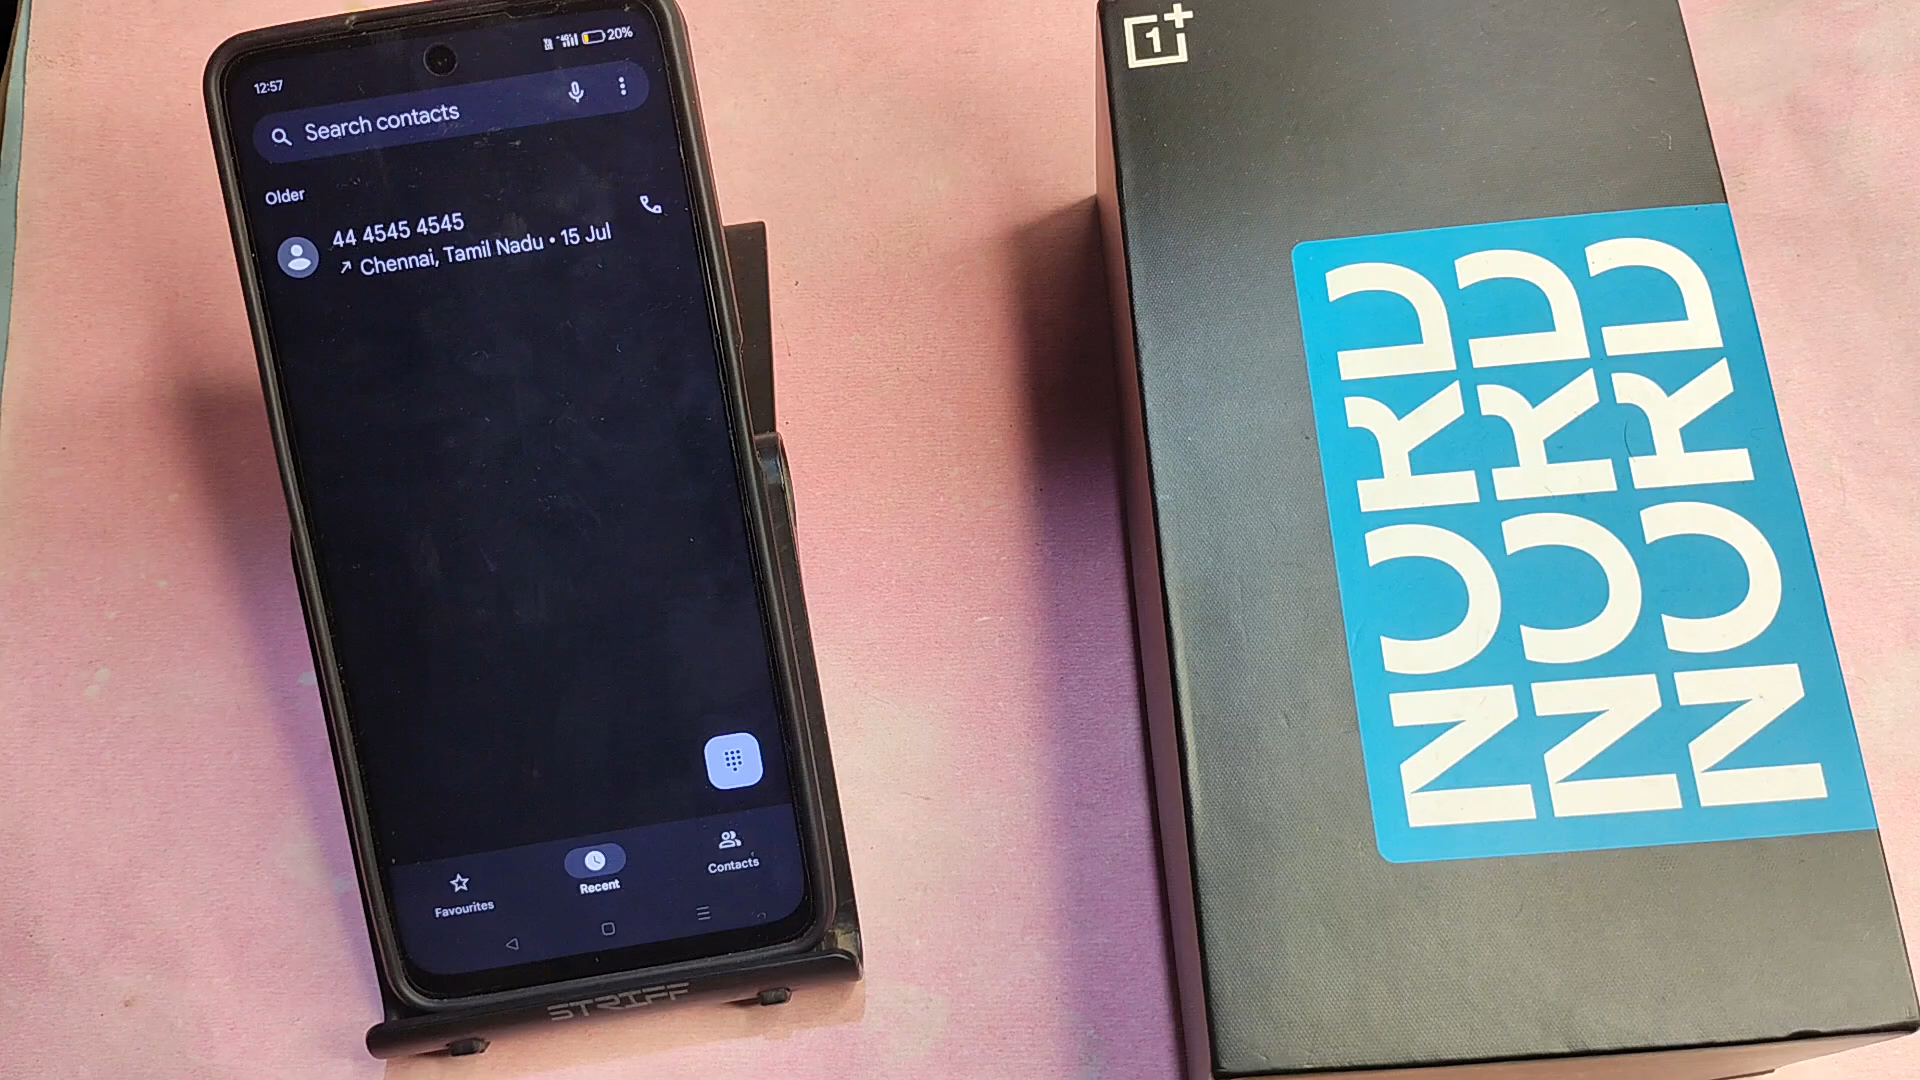 12:57
20%
Search contacts
Older
44 4545 4545
↗ Chennai, Tamil Nadu • 15 Jul
Favourites
Recent
Contacts
STRIFF
1+
NORD
NORD
NORD